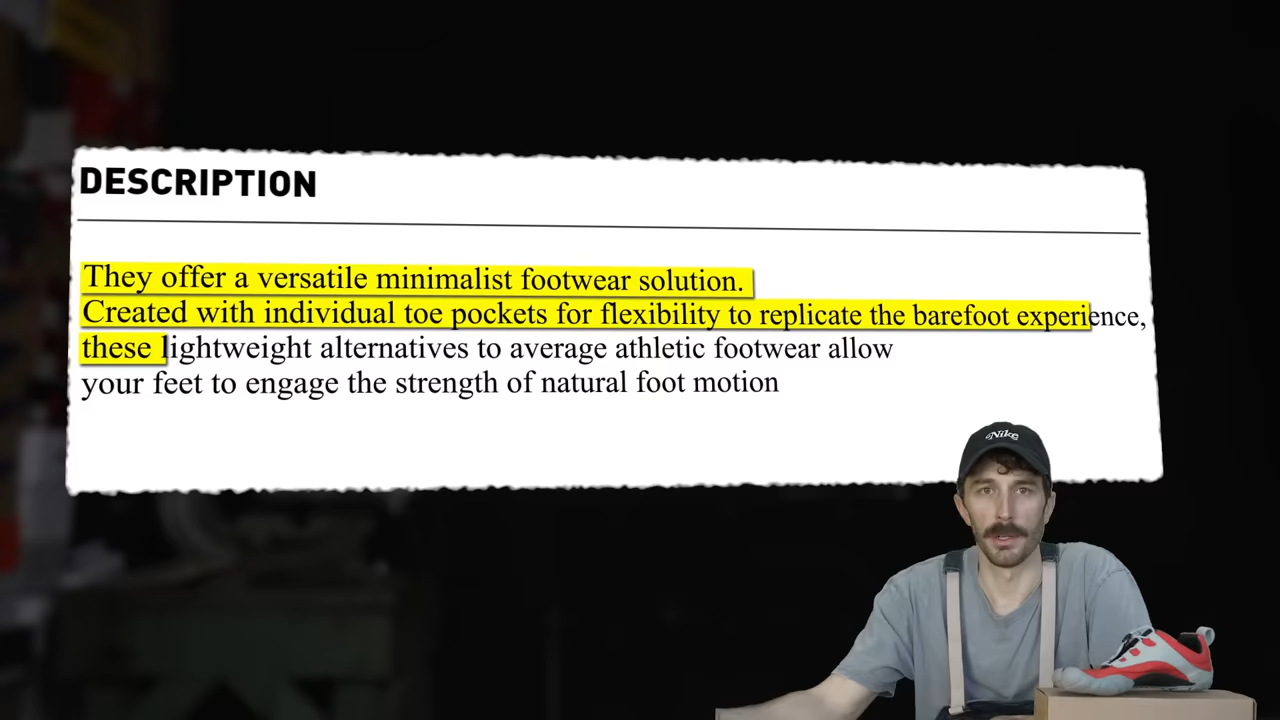 DESCRIPTION
They offer a versatile minimalist footwear solution.
Created with individual toe pockets for flexibility to replicate the barefoot experience,
these lightweight alternatives to average athletic footwear allow
your feet to engage the strength of natural foot motion
Nike